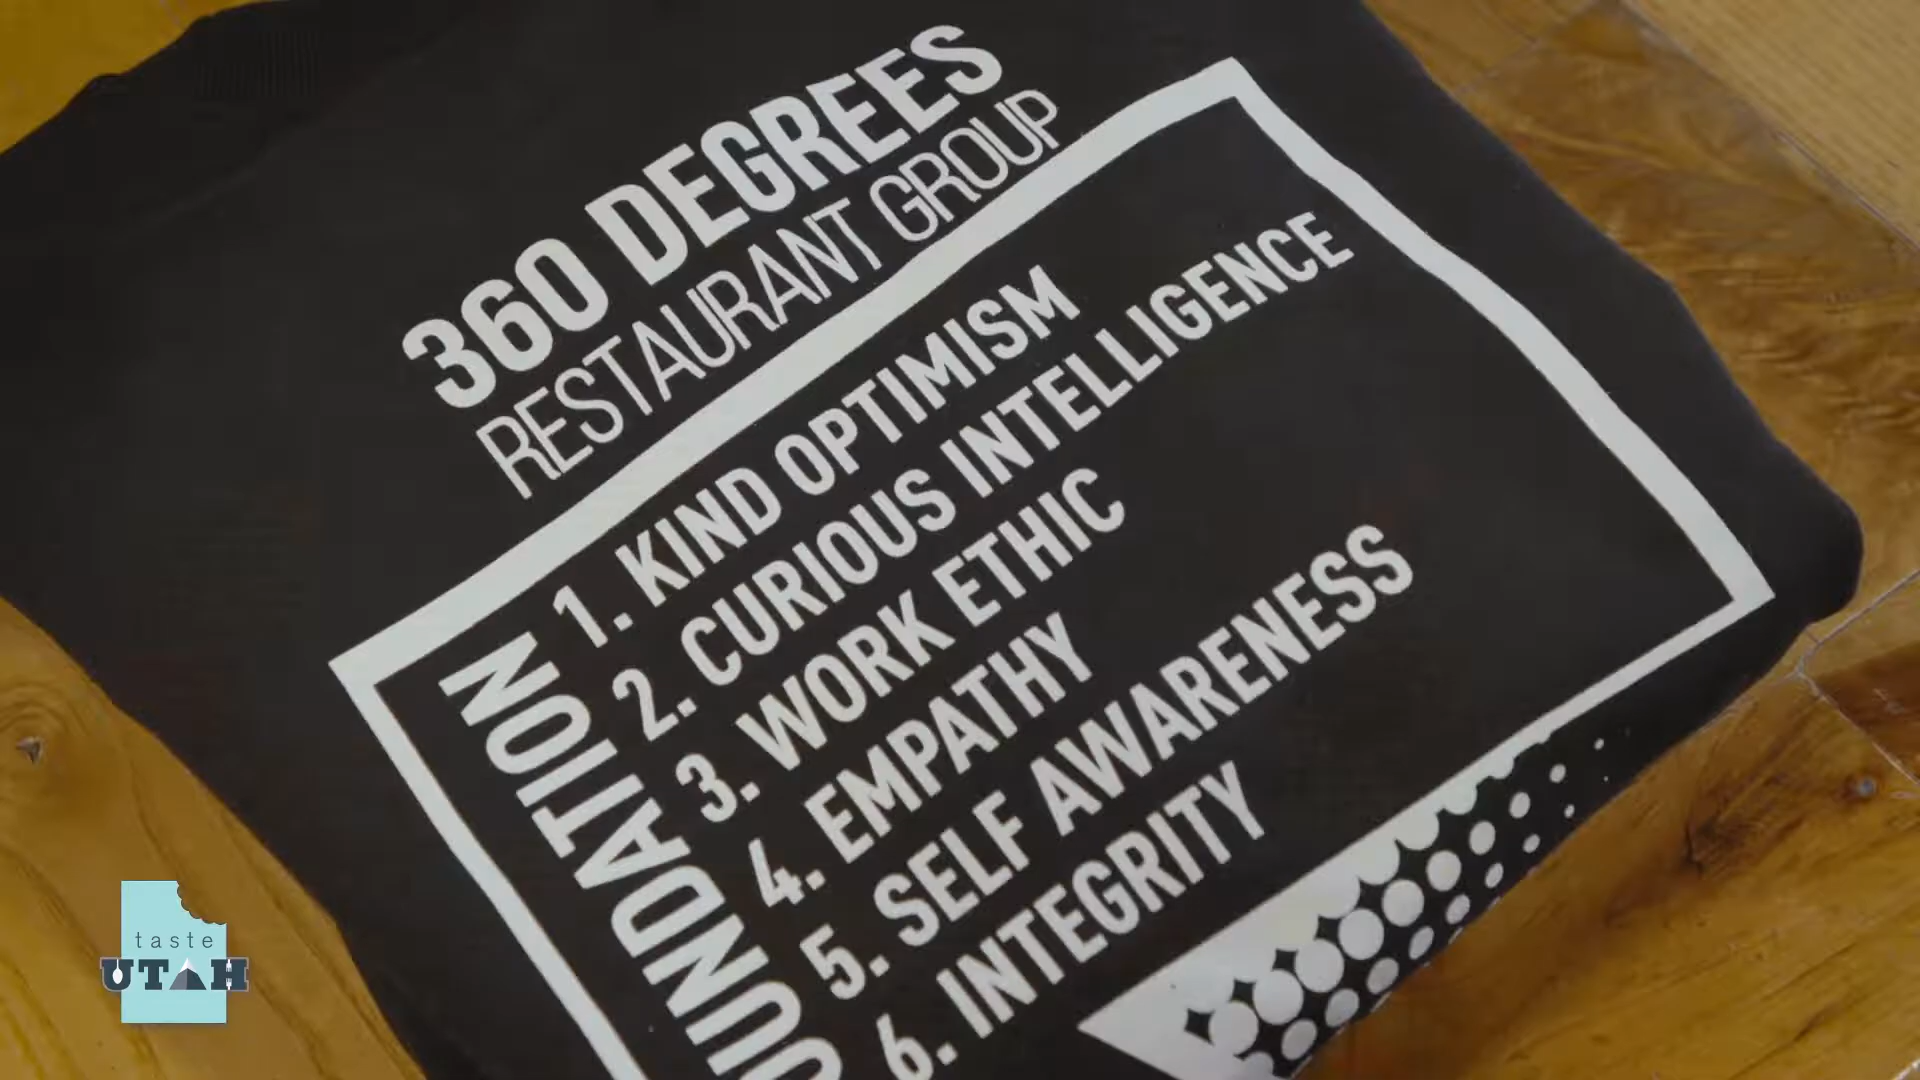 360 DEGREES
RESTAURANT GROUP
1. KIND OPTIMISM
2. CURIOUS INTELLIGENCE
3. WORK ETHIC
4. EMPATHY
5. SELF AWARENESS
6. INTEGRITY
UNDATION
taste
UTAH